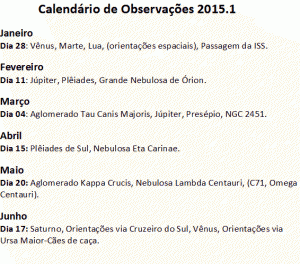 Calendário de Observações 2015.1
Janeiro
Dia 28: Vênus, Marte, Lua, (orientações espaciais), Passagem da ISS.
Fevereiro
Dia 11: Júpiter, Plêiades, Grande Nebulosa de Órion.
Março
Dia 04: Aglomerado Tau Canis Majoris, Júpiter, Presépio, NGC 2451.
Abril
Dia 15: Plêiades de Sul, Nebulosa Eta Carinae.
Maio
Dia 20: Aglomerado Kappa Crucis, Nebulosa Lambda Centauri, (C71, Omega
Centauri).
Junho
Dia 17: Saturno, Orientações via Cruzeiro do Sul, Vênus, Orientações via
Ursa Maior-Cães de caça.